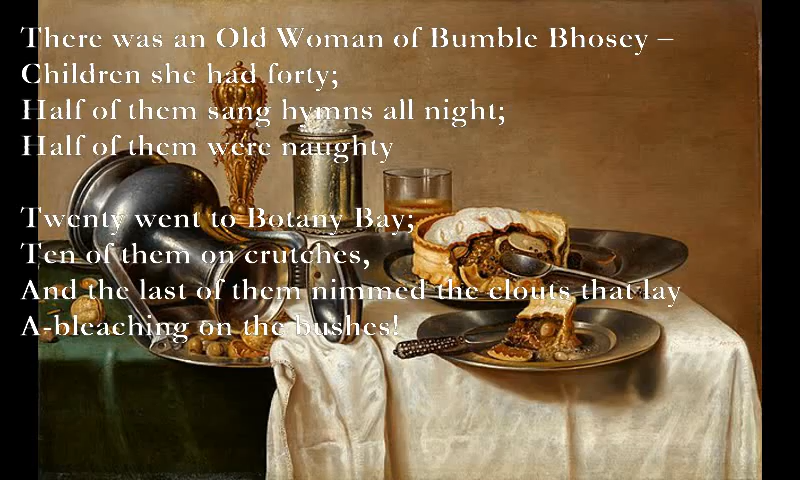 There was an Old Woman of Bumble Bhosey –
Children she had forty;
Half of them sang hymns all night;
Half of them were naughty
Twenty went to Botany Bay;
Ten of them on crutches,
And the last of them nimmed the clouts that lay
A-bleaching on the bushes!